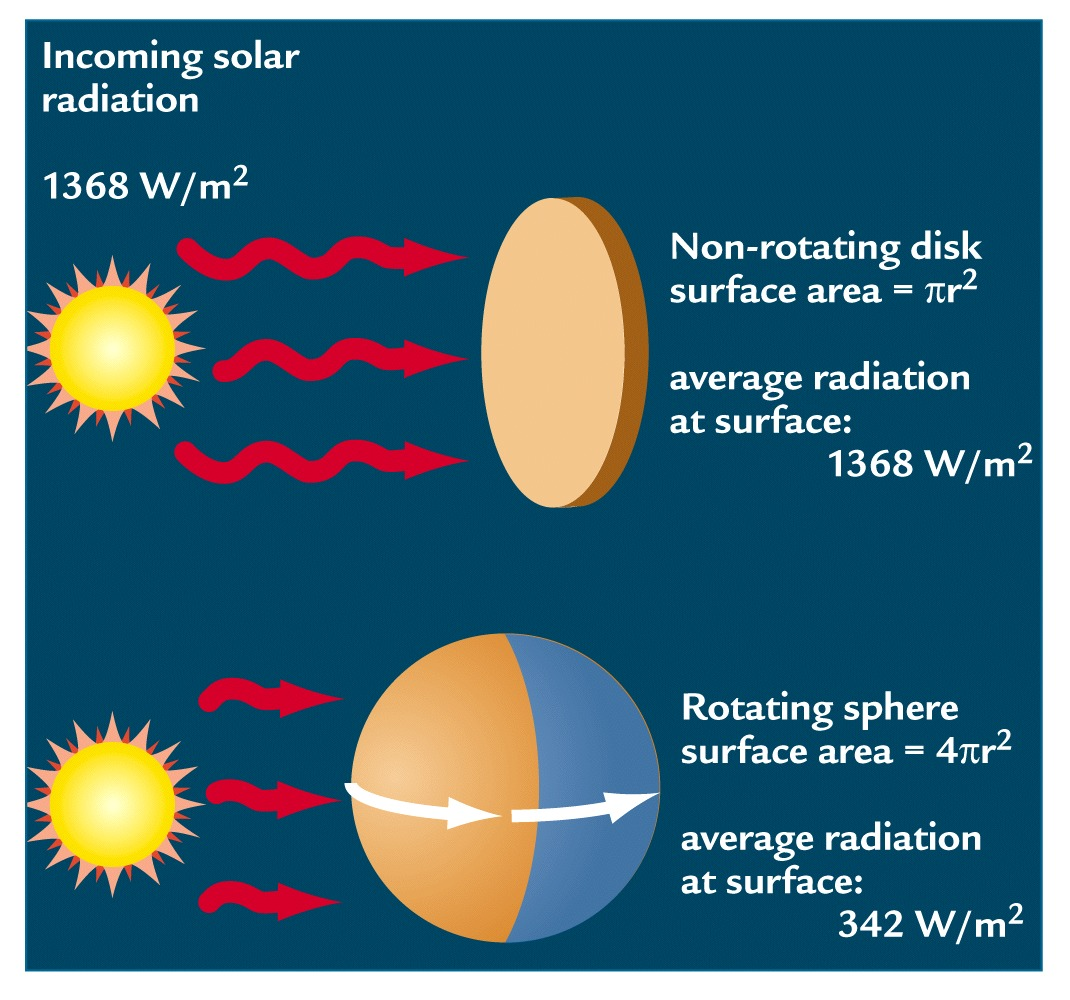 Incoming solar
radiation
1368 W/m²
Non-rotating disk
surface area = πr²
average radiation
at surface:
1368 W/m²
Rotating sphere
surface area = 4πr²
average radiation
at surface:
342 W/m²